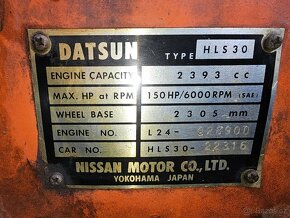 DATSUN TYPE HLS30
ENGINE CAPACITY 2393 cc
MAX. HP at RPM 150HP/6000RPM (SAE)
WHEEL BASE 2305 mm
ENGINE NO. L24-
CAR NO. HLS30-22316
NISSAN MOTOR CO., LTD.
YOKOHAMA JAPAN